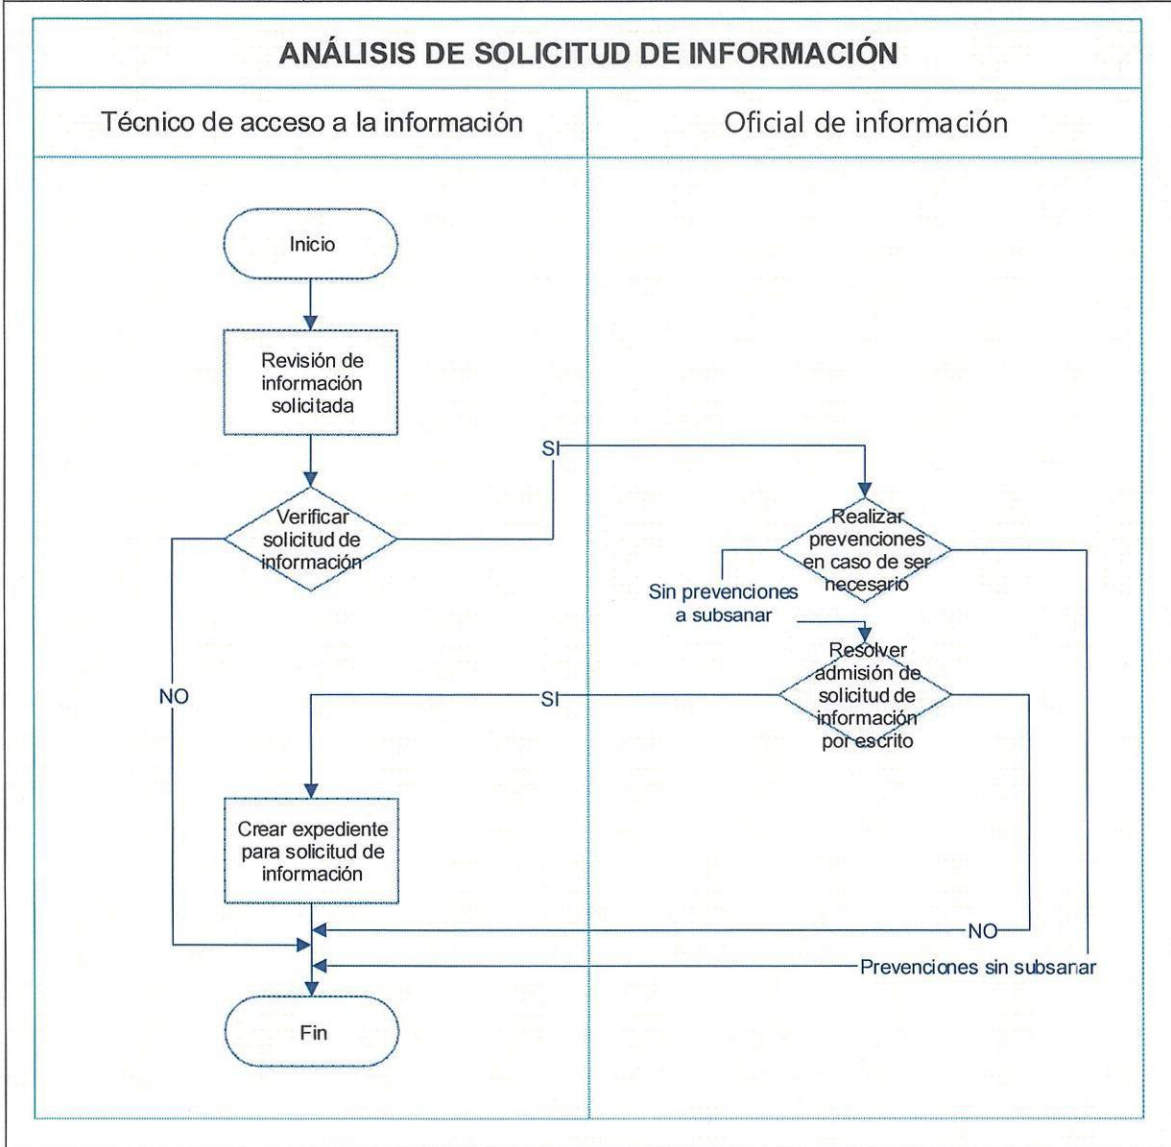 ANÁLISIS DE SOLICITUD DE INFORMACIÓN
Técnico de acceso a la información
Oficial de información
Inicio
Revisión de
información
solicitada
SI
Verificar
solicitud de
información
Realizar
prevenciones
en caso de ser
necesario
Sin prevenciones
a subsanar
Resolver
admisión de
solicitud de
información
por escrito
NO
SI
Crear expediente
para solicitud de
información
NO
Prevenciones sin subsanar
Fin